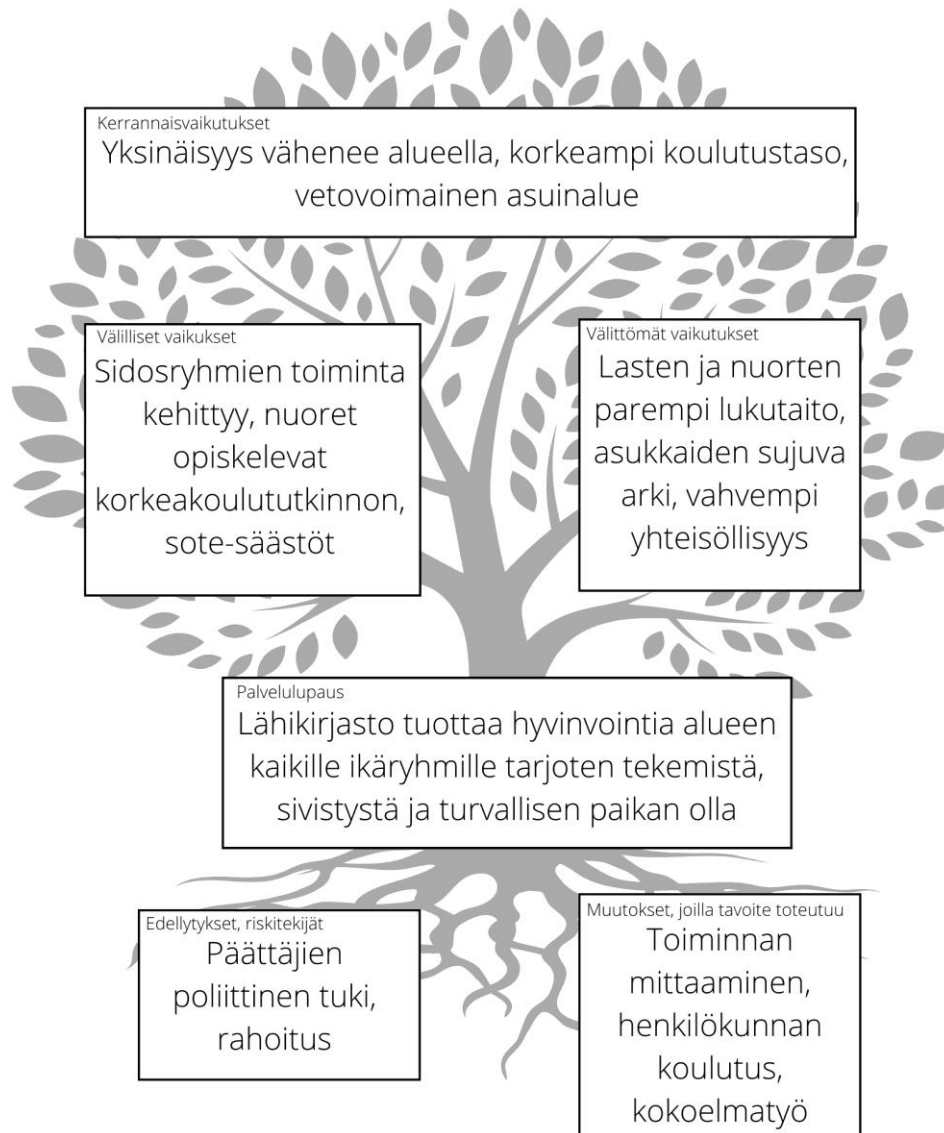 Kerrannaisvaikutukset
Yksinäisyys vähenee alueella, korkeampi koulutustaso,
vetovoimainen asuinalue
Välilliset vaikukset
Sidosryhmien toiminta
kehittyy, nuoret
opiskelevat
korkeakoulututkinnon,
sote-säästöt
Välittömät vaikutukset
Lasten ja nuorten
parempi lukutaito,
asukkaiden sujuva
arki, vahvempi
yhteisöllisyys
Palvelulupaus
Lähikirjasto tuottaa hyvinvointia alueen
kaikille ikäryhmille tarjoten tekemistä,
sivistystä ja turvallisen paikan olla
Edellytykset, riskitekijät
Päättäjien
poliittinen tuki,
rahoitus
Muutokset, joilla tavoite toteutuu
Toiminnan
mittaaminen,
henkilökunnan
koulutus,
kokoelmatyö